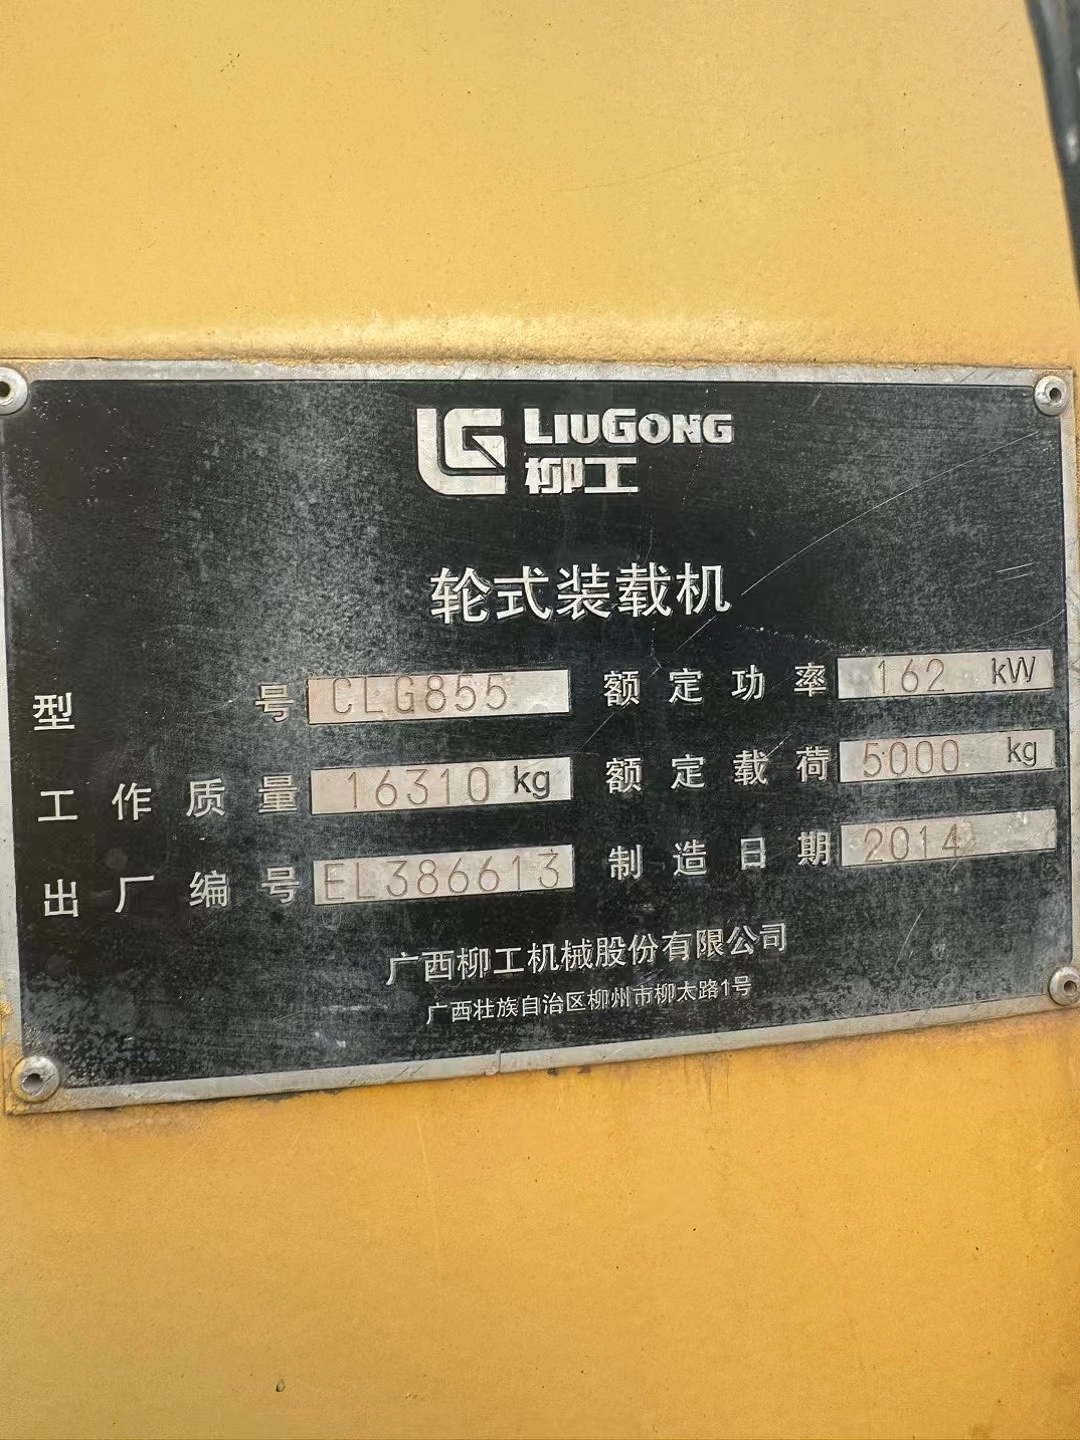 LG LIUGONG
柳工
轮式装载机
型号 CLG855 额定功率 162 kW
工作质量 16310 kg 额定载荷 5000 kg
出厂编号 EL386613 制造日期 2014
广西柳工机械股份有限公司
广西壮族自治区柳州市柳太路1号